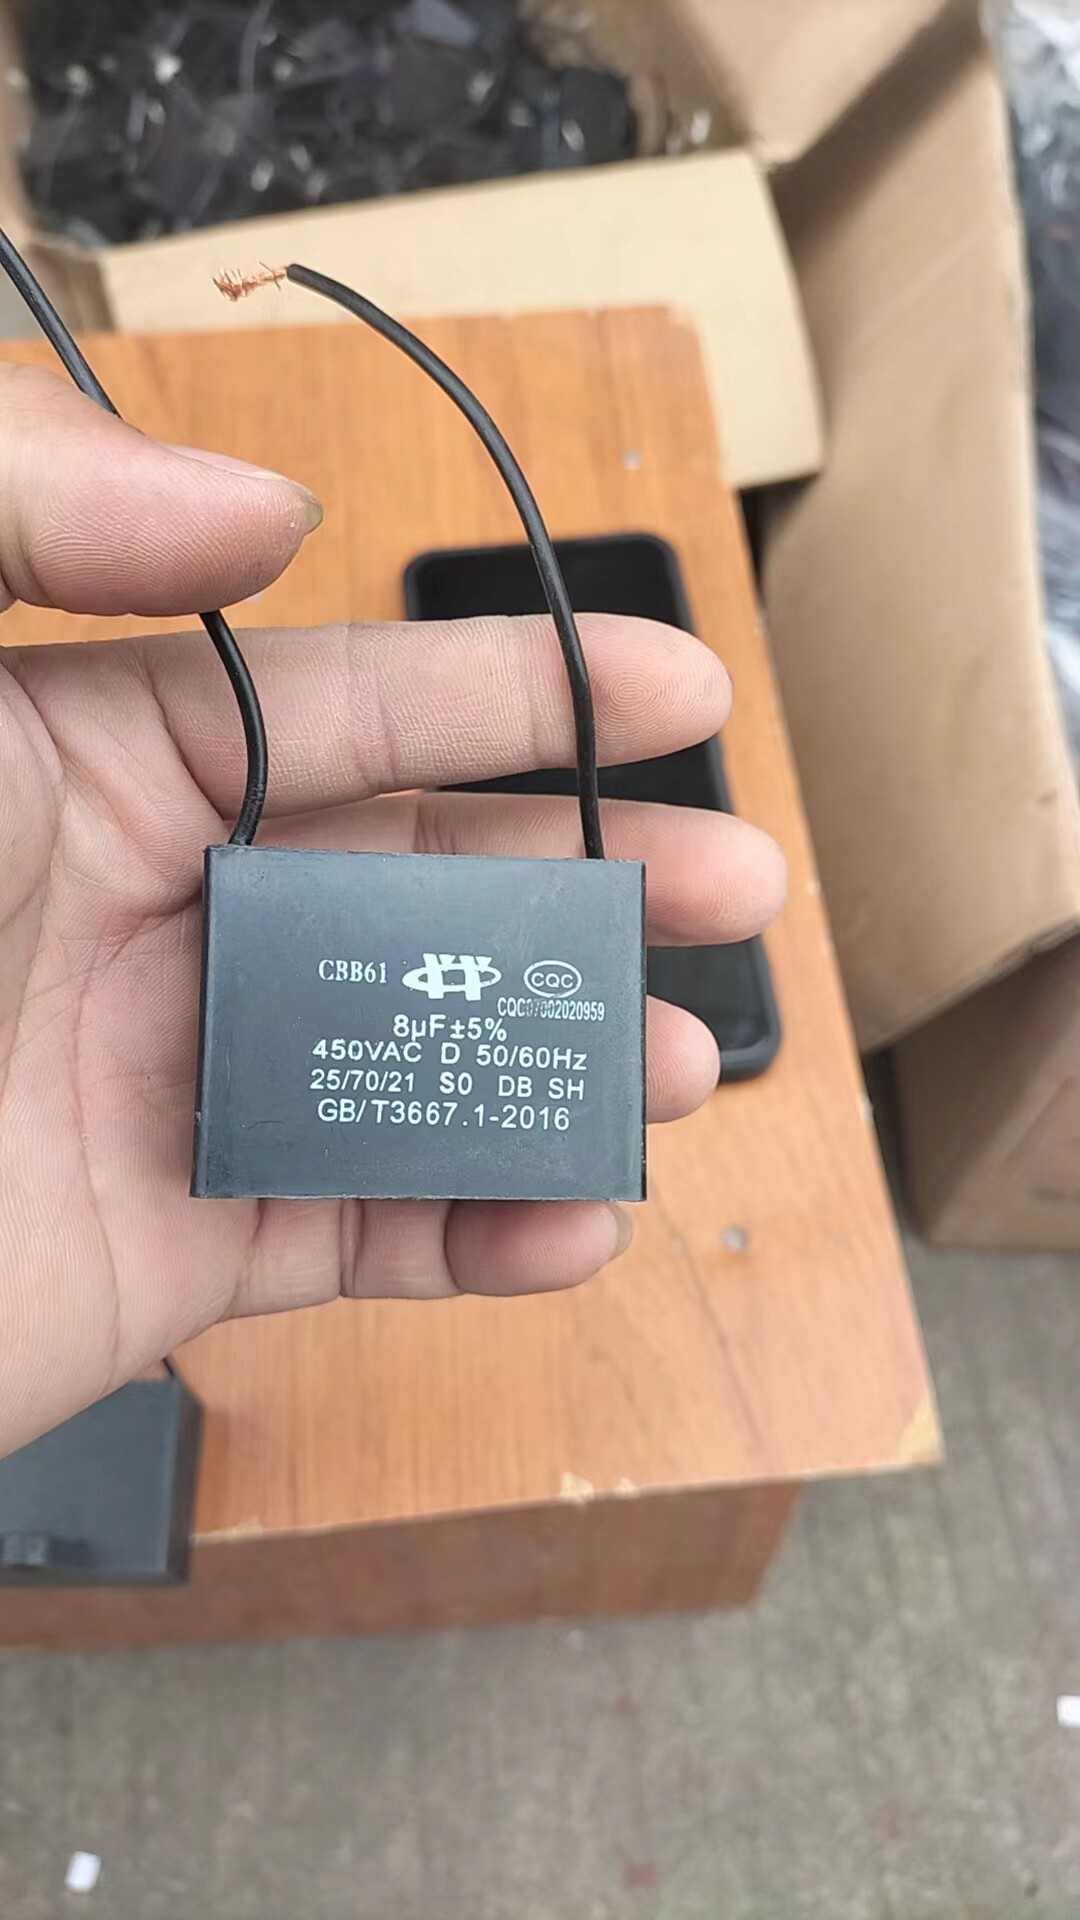 CBB61 CQC
CQC07002020959
8μF±5%
450VAC D 50/60Hz
25/70/21 S0 DB SH
GB/T3667.1-2016